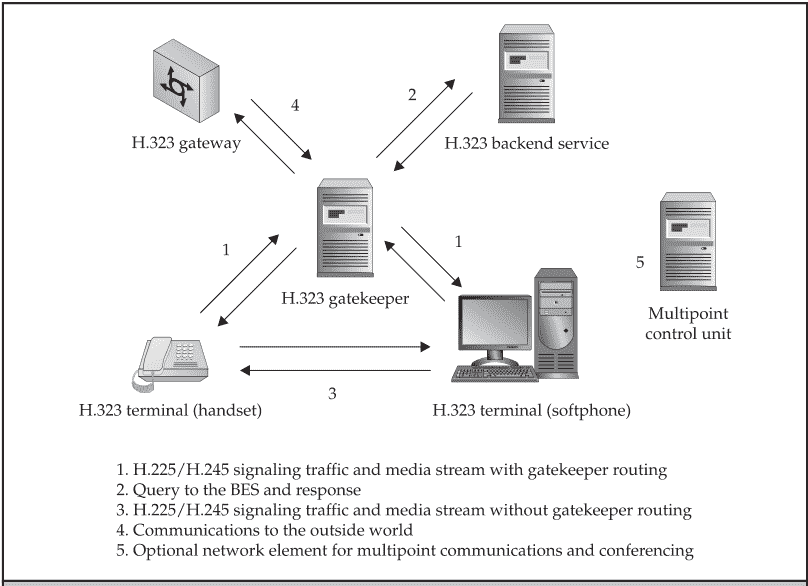 4
2
H.323 gateway
H.323 backend service
1
1
5
H.323 gatekeeper
Multipoint
control unit
3
H.323 terminal (handset)
H.323 terminal (softphone)
1. H.225/H.245 signaling traffic and media stream with gatekeeper routing
2. Query to the BES and response
3. H.225/H.245 signaling traffic and media stream without gatekeeper routing
4. Communications to the outside world
5. Optional network element for multipoint communications and conferencing